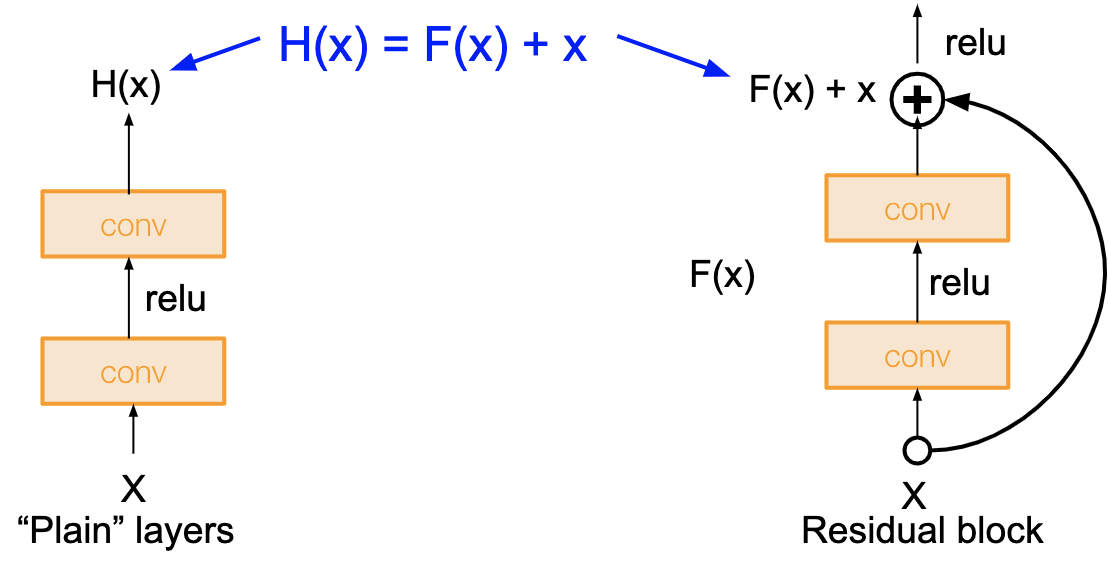 H(x) = F(x) + x
H(x)
conv
relu
conv
X
“Plain” layers
relu
F(x) + x
+
conv
F(x)
relu
conv
X
Residual block